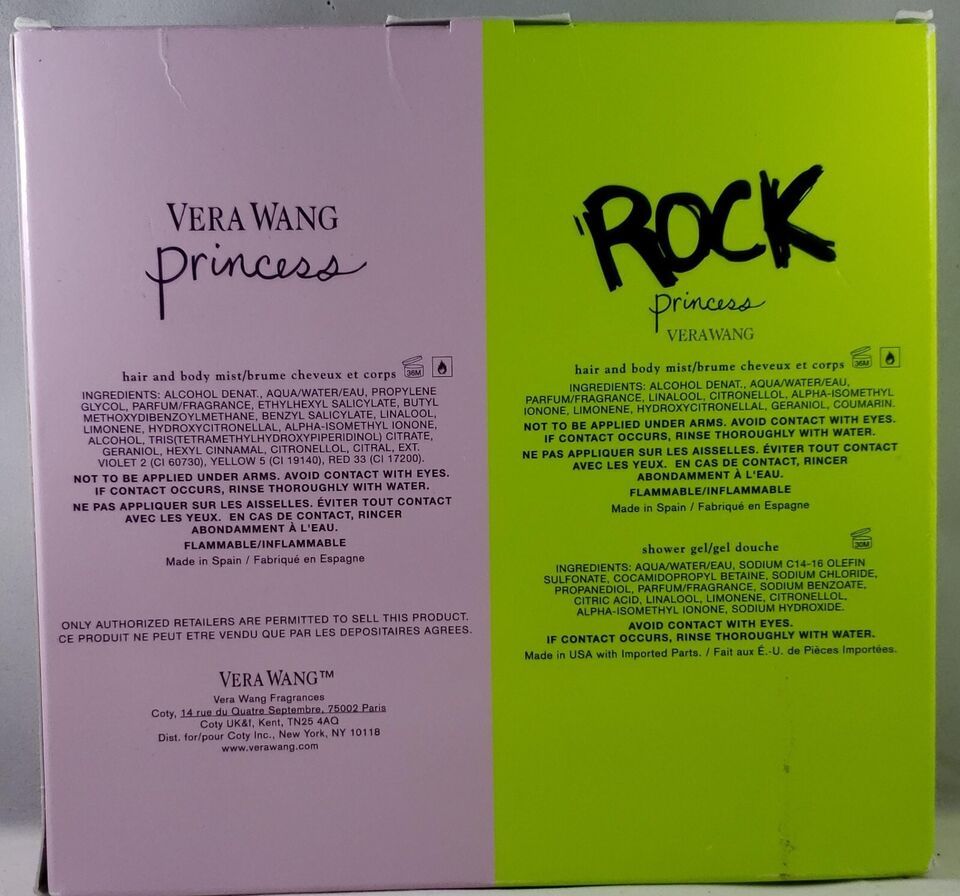 VERA WANG
princess
hair and body mist/brume cheveux et corps 36M
INGREDIENTS: ALCOHOL DENAT., AQUA/WATER/EAU, PROPYLENE
GLYCOL, PARFUM/FRAGRANCE, ETHYLHEXYL SALICYLATE, BUTYL
METHOXYDIBENZOYLMETHANE, BENZYL SALICYLATE, LINALOOL,
LIMONENE, HYDROXYCITRONELLAL, ALPHA-ISOMETHYL IONONE,
ALCOHOL, TRIS(TETRAMETHYLHYDROXYPIPERIDINOL) CITRATE,
GERANIOL, HEXYL CINNAMAL, CITRONELLOL, CITRAL, EXT.
VIOLET 2 (CI 60730), YELLOW 5 (CI 19140), RED 33 (CI 17200).
NOT TO BE APPLIED UNDER ARMS. AVOID CONTACT WITH EYES.
IF CONTACT OCCURS, RINSE THOROUGHLY WITH WATER.
NE PAS APPLIQUER SUR LES AISSELLES. ÉVITER TOUT CONTACT
AVEC LES YEUX. EN CAS DE CONTACT, RINCER
ABONDAMMENT À L'EAU.
FLAMMABLE/INFLAMMABLE
Made in Spain / Fabriqué en Espagne
ONLY AUTHORIZED RETAILERS ARE PERMITTED TO SELL THIS PRODUCT.
CE PRODUIT NE PEUT ETRE VENDU QUE PAR LES DEPOSITAIRES AGREES.
VERA WANG™
Vera Wang Fragrances
Coty, 14 rue du Quatre Septembre, 75002 Paris
Coty UK&I, Kent, TN25 4AQ
Dist. for/pour Coty Inc., New York, NY 10118
www.verawang.com
ROCK
princess
VERA WANG
hair and body mist/brume cheveux et corps 36M
INGREDIENTS: ALCOHOL DENAT., AQUA/WATER/EAU,
PARFUM/FRAGRANCE, LINALOOL, CITRONELLOL, ALPHA-ISOMETHYL
IONONE, LIMONENE, HYDROXYCITRONELLAL, GERANIOL, COUMARIN.
NOT TO BE APPLIED UNDER ARMS. AVOID CONTACT WITH EYES.
IF CONTACT OCCURS, RINSE THOROUGHLY WITH WATER.
NE PAS APPLIQUER SUR LES AISSELLES. ÉVITER TOUT CONTACT
AVEC LES YEUX. EN CAS DE CONTACT, RINCER
ABONDAMMENT À L'EAU.
FLAMMABLE/INFLAMMABLE
Made in Spain / Fabriqué en Espagne
shower gel/gel douche 30M
INGREDIENTS: AQUA/WATER/EAU, SODIUM C14-16 OLEFIN
SULFONATE, COCAMIDOPROPYL BETAINE, SODIUM CHLORIDE,
PROPANEDIOL, PARFUM/FRAGRANCE, SODIUM BENZOATE,
CITRIC ACID, LINALOOL, LIMONENE, CITRONELLOL,
ALPHA-ISOMETHYL IONONE, SODIUM HYDROXIDE.
AVOID CONTACT WITH EYES.
IF CONTACT OCCURS, RINSE THOROUGHLY WITH WATER.
Made in USA with Imported Parts. / Fait aux É.-U. de Pièces Importées.